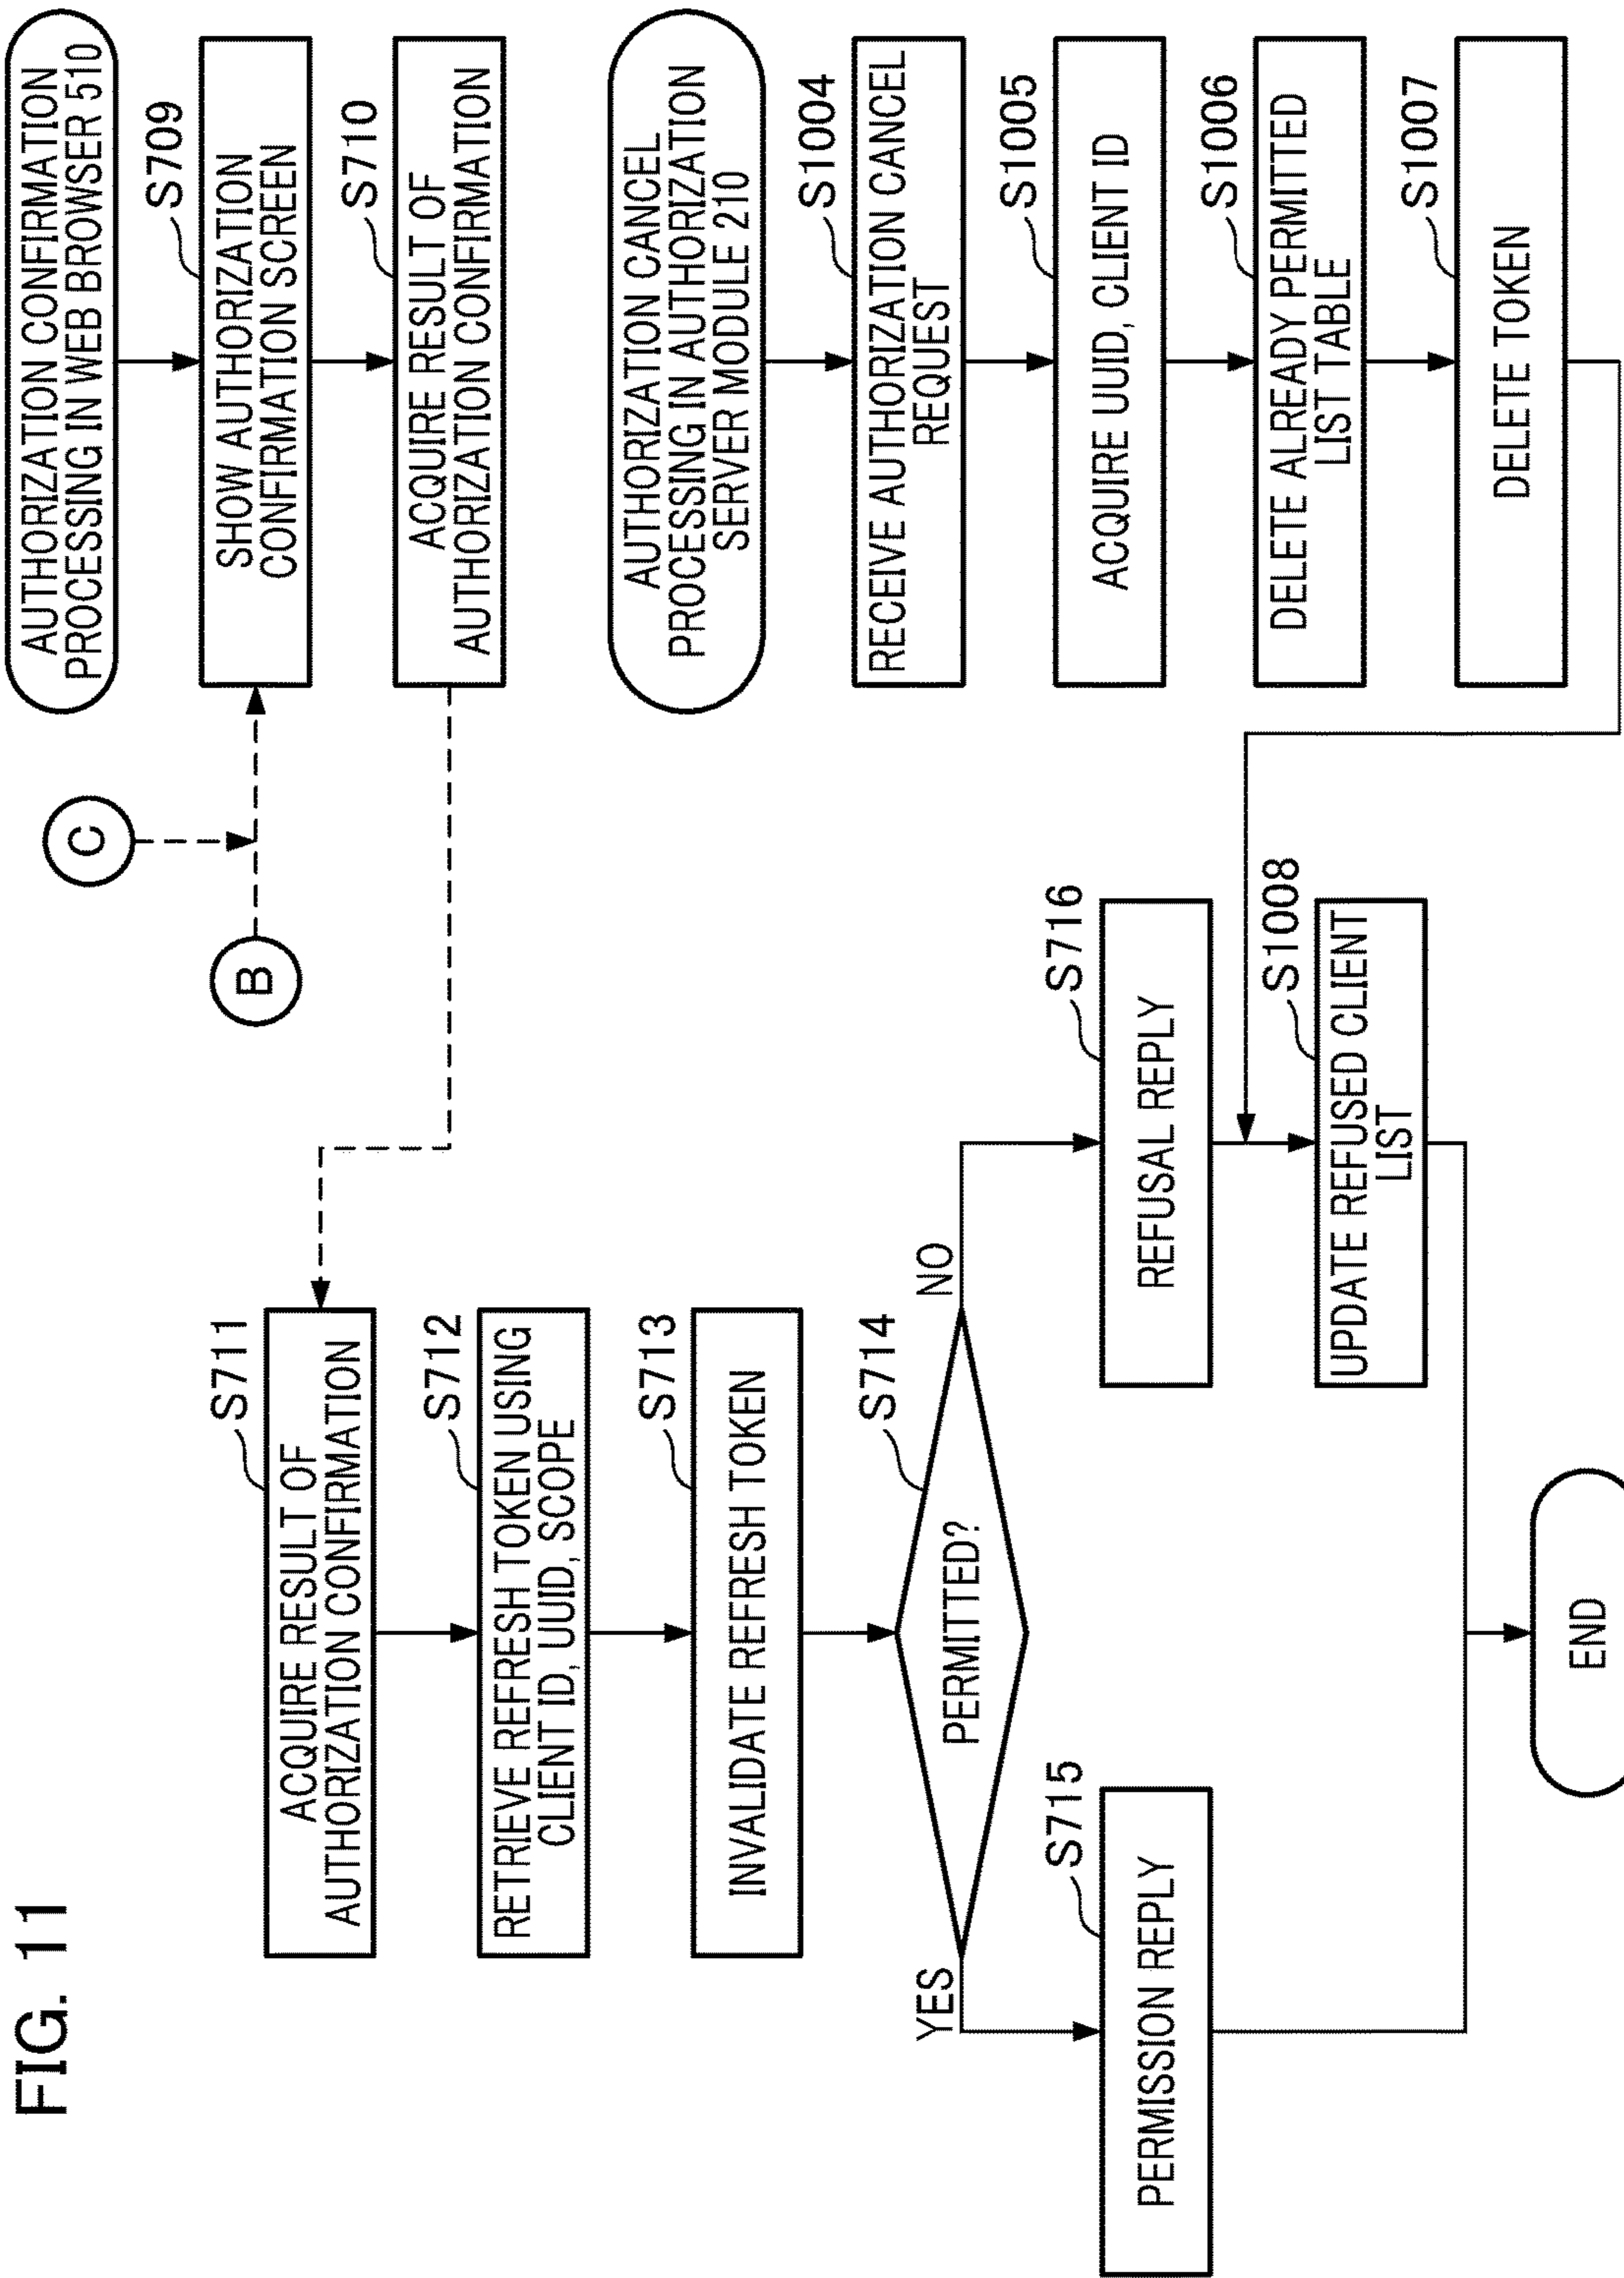 FIG. 11
S711
ACQUIRE RESULT OF
AUTHORIZATION CONFIRMATION
S712
RETRIEVE REFRESH TOKEN USING
CLIENT ID, UUID, SCOPE
S713
INVALIDATE REFRESH TOKEN
S714
PERMITTED?
YES
NO
S715
PERMISSION REPLY
S716
REFUSAL REPLY
S1008
UPDATE REFUSED CLIENT
LIST
END
B
C
AUTHORIZATION CONFIRMATION
PROCESSING IN WEB BROWSER 510
S709
SHOW AUTHORIZATION
CONFIRMATION SCREEN
S710
ACQUIRE RESULT OF
AUTHORIZATION CONFIRMATION
AUTHORIZATION CANCEL
PROCESSING IN AUTHORIZATION
SERVER MODULE 210
S1004
RECEIVE AUTHORIZATION CANCEL
REQUEST
S1005
ACQUIRE UUID, CLIENT ID
S1006
DELETE ALREADY PERMITTED
LIST TABLE
S1007
DELETE TOKEN